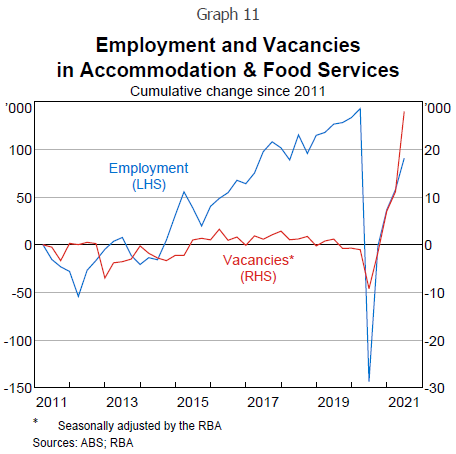 Graph 11
Employment and Vacancies
in Accommodation & Food Services
Cumulative change since 2011
’000 ’000
100 20
Employment
(LHS)
50 10
0 0
Vacancies*
(RHS)
-50 -10
-100 -20
-150 -30
2011 2013 2015 2017 2019 2021
* Seasonally adjusted by the RBA
Sources: ABS; RBA